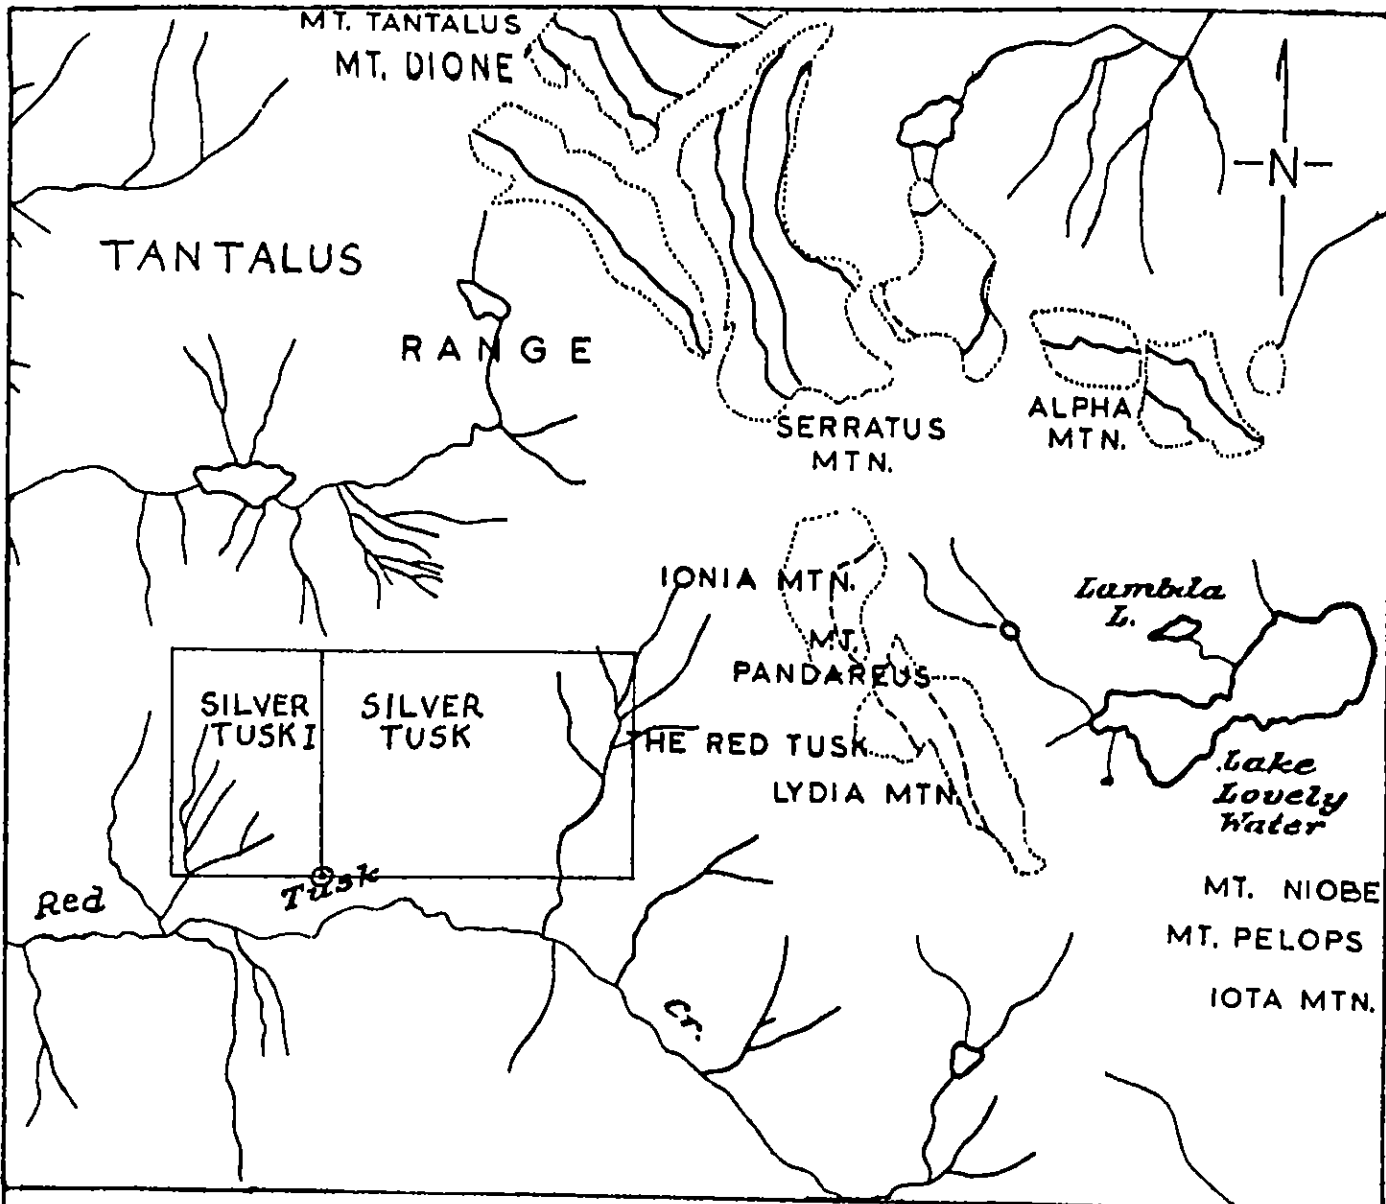 MT. TANTALUS
MT. DIONE
N
TANTALUS
RANGE
SERRATUS
MTN.
ALPHA
MTN.
IONIA MTN.
Lambda
L.
MT.
PANDAREUS
SILVER
TUSK I
SILVER
TUSK
THE RED TUSK
LYDIA MTN.
Lake
Lovely
Water
Red
Tusk
Cr.
MT. NIOBE
MT. PELOPS
IOTA MTN.